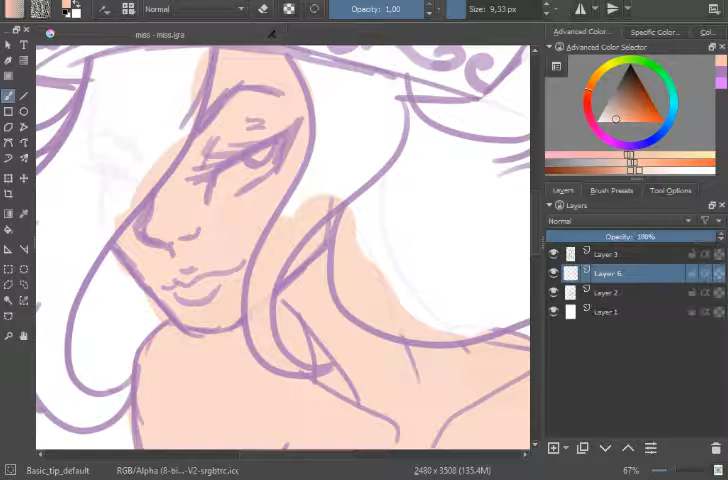 Normal
Opacity: 1,00
Size: 9,33 px
miss - miss.kra
Advanced Color...
Specific Color...
Col...
Advanced Color Selector
Layers
Brush Presets
Tool Options
Layers
Normal
Opacity: 100%
Layer 3
Layer 6
Layer 2
Layer 1
Basic_tip_default
RGB/Alpha (8-bi...-V2-srgbtrc.icc
2480 x 3508 (135.4M)
67%